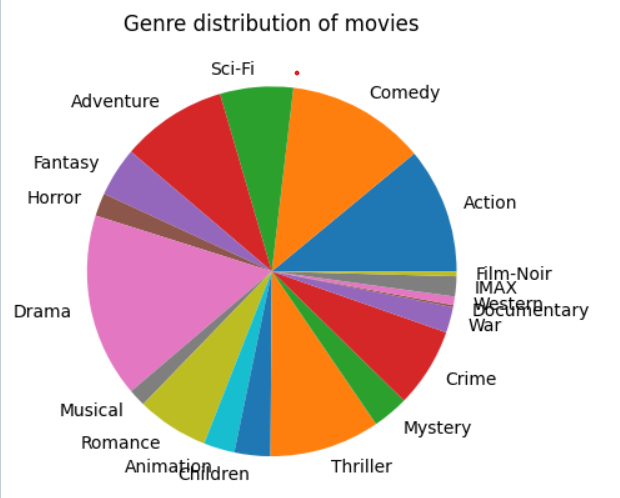 Genre distribution of movies
Sci-Fi
Comedy
Adventure
Fantasy
Horror
Action
Film-Noir
IMAX
Western
Documentary
War
Drama
Crime
Musical
Mystery
Romance
Animation
Children
Thriller